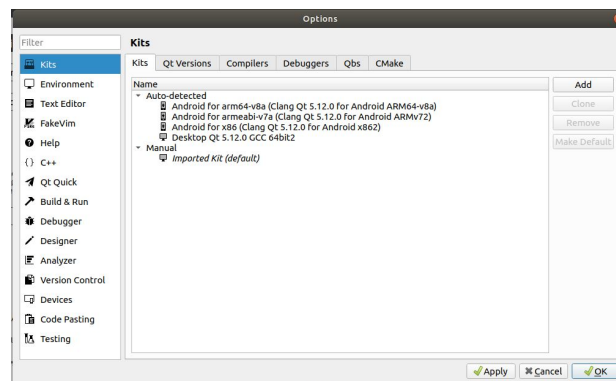 Options
Filter
Kits
Environment
Text Editor
FakeVim
Help
{} C++
Qt Quick
Build & Run
Debugger
Designer
Analyzer
Version Control
Devices
Code Pasting
Testing
Kits
Kits Qt Versions Compilers Debuggers Qbs CMake
Name
Auto-detected
Android for arm64-v8a (Clang Qt 5.12.0 for Android ARM64-v8a)
Android for armeabi-v7a (Clang Qt 5.12.0 for Android ARMv72)
Android for x86 (Clang Qt 5.12.0 for Android x862)
Desktop Qt 5.12.0 GCC 64bit2
Manual
Imported Kit (default)
Add
Clone
Remove
Make Default
Apply Cancel OK